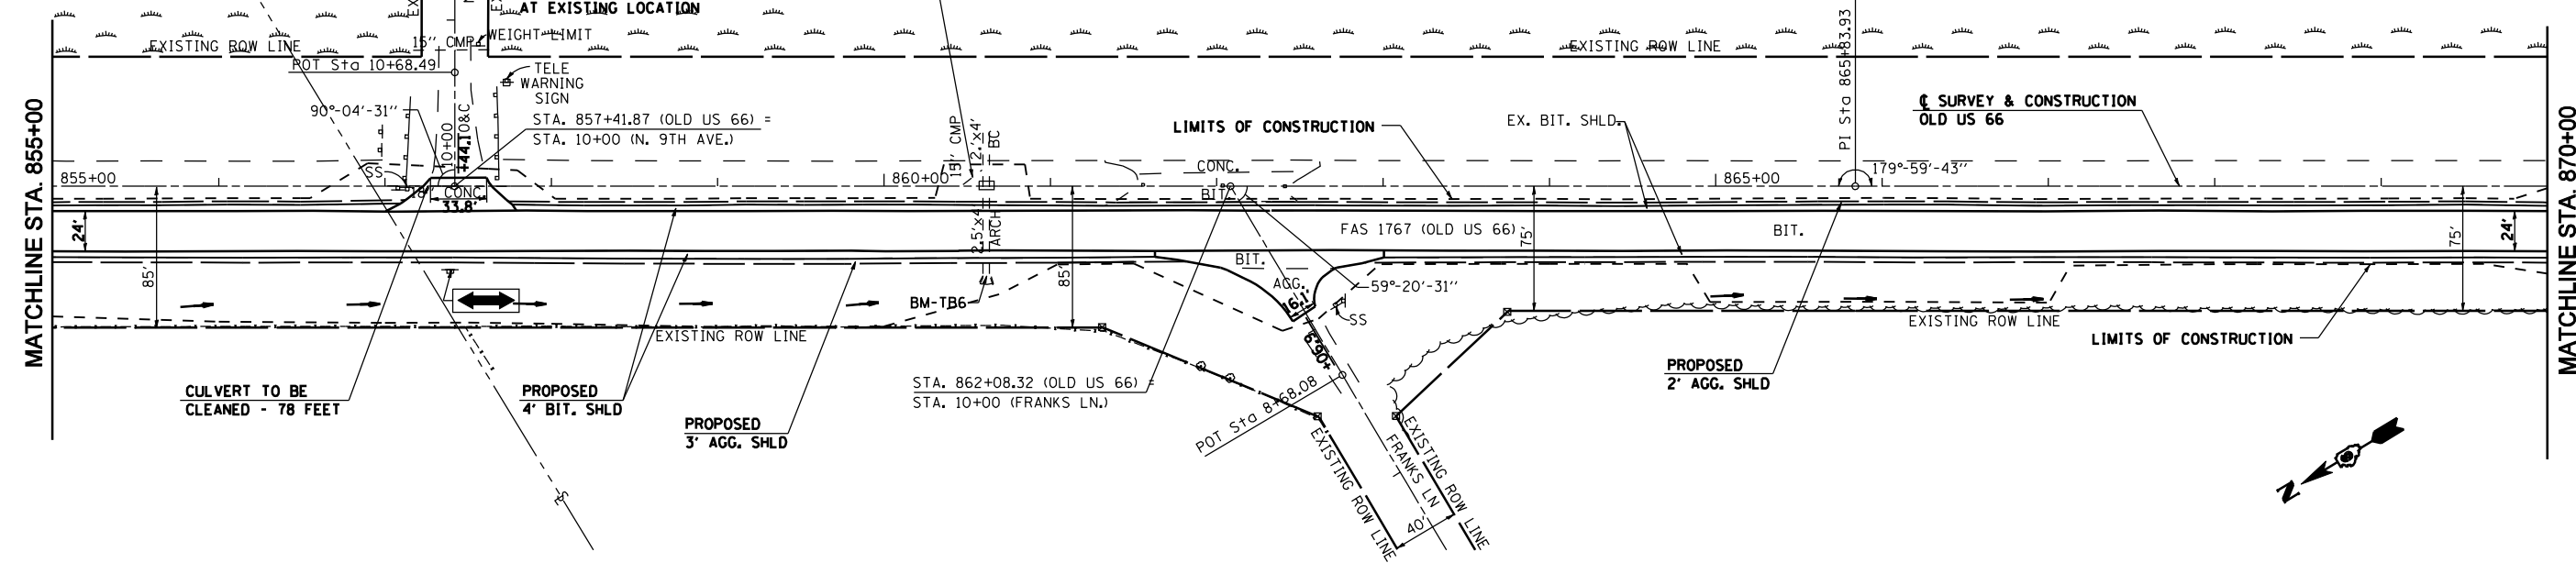 AT EXISTING LOCATION
EXISTING ROW LINE
15" CMP
WEIGHT LIMIT
EXISTING ROW LINE
POT Sta 10+68.49
TELE
WARNING
SIGN
PI Sta 865+83.93
90°-04'-31"
STA. 857+41.87 (OLD US 66) =
STA. 10+00 (N. 9TH AVE.)
10+00
+44.1
15" CMP
BC
LIMITS OF CONSTRUCTION
EX. BIT. SHLD.
℄ SURVEY & CONSTRUCTION
OLD US 66
MATCHLINE STA. 855+00
MATCHLINE STA. 870+00
855+00
SS
CONC.
33.8'
860+00
CONC.
BIT.
865+00
179°-59'-43"
24'
85'
2.5'x4'
ARCH
85'
FAS 1767 (OLD US 66)
75'
BIT.
75'
24'
BIT.
AGG.
16.1'
59°-20'-31"
SS
BM-TB6
EXISTING ROW LINE
EXISTING ROW LINE
LIMITS OF CONSTRUCTION
+06.9
CULVERT TO BE
CLEANED - 78 FEET
PROPOSED
4' BIT. SHLD
PROPOSED
3' AGG. SHLD
STA. 862+08.32 (OLD US 66) =
STA. 10+00 (FRANKS LN.)
POT Sta 8+68.08
PROPOSED
2' AGG. SHLD
EXISTING ROW LINE
FRANKS LN
EXISTING ROW LINE
40'
N